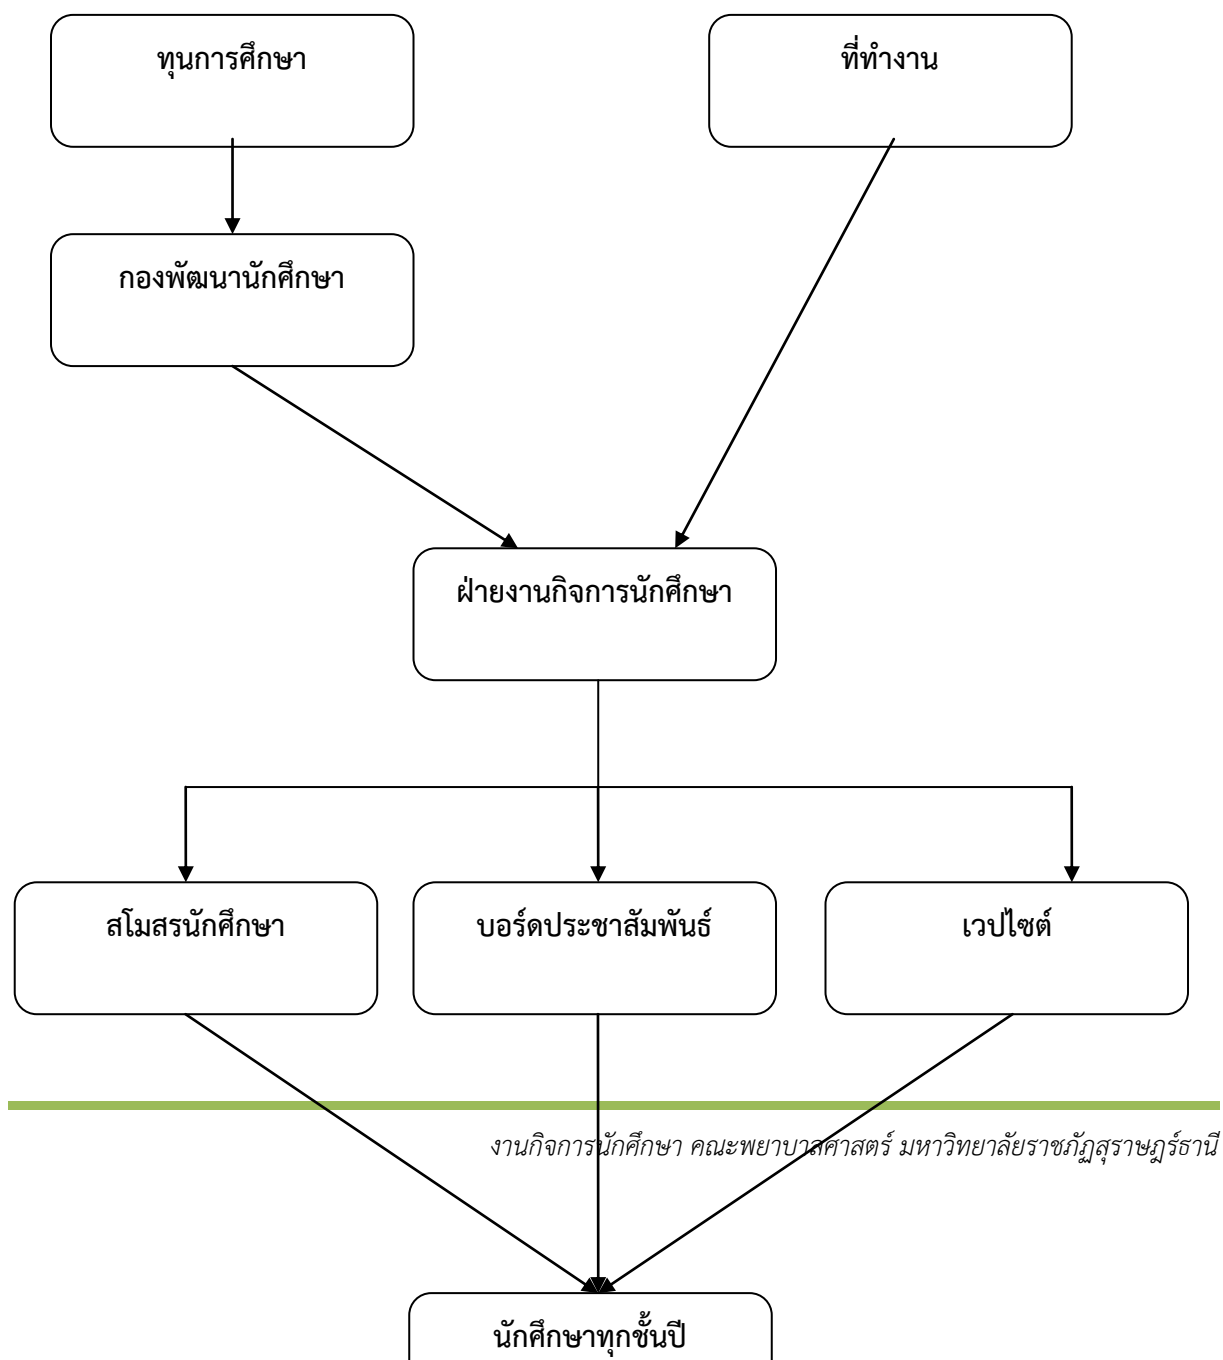 ทุนการศึกษา
ที่ทำงาน
กองพัฒนานักศึกษา
ฝ่ายงานกิจการนักศึกษา
สโมสรนักศึกษา
บอร์ดประชาสัมพันธ์
เวปไซต์
งานกิจการนักศึกษา คณะพยาบาลศาสตร์ มหาวิทยาลัยราชภัฏสุราษฎร์ธานี
นักศึกษาทุกชั้นปี